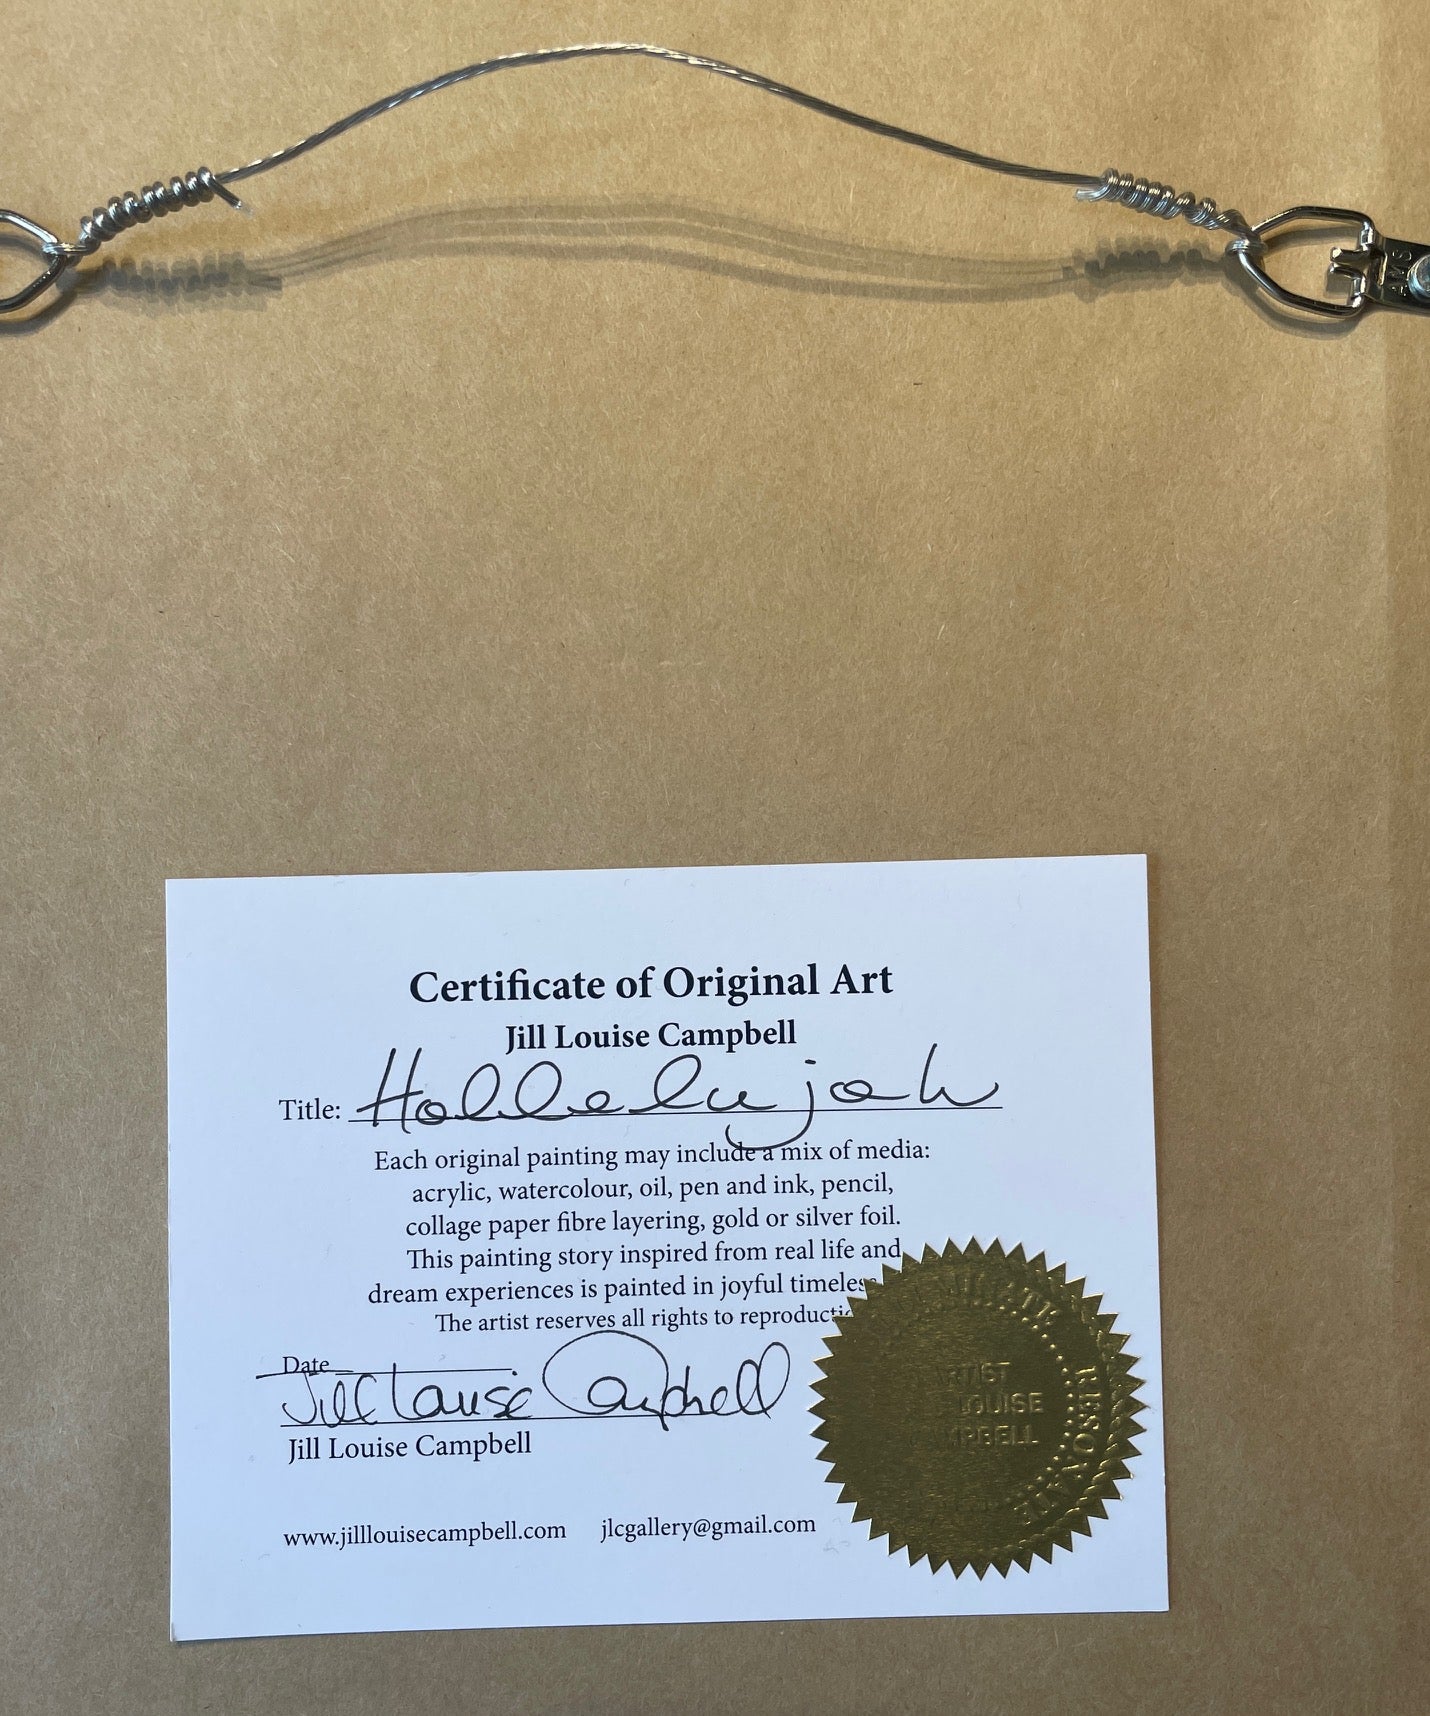 AMS
Certificate of Original Art
Jill Louise Campbell
Title: Hallelujah
Each original painting may include a mix of media:
acrylic, watercolour, oil, pen and ink, pencil,
collage paper fibre layering, gold or silver foil.
This painting story inspired from real life and
dream experiences is painted in joyful
The artist reserves all rights to
Date
Jill Louise Campbell
Jill Louise Campbell
www.jilllouisecampbell.com jlcgallery@gmail.com
ARTIST
LOUISE
CAMPBELL